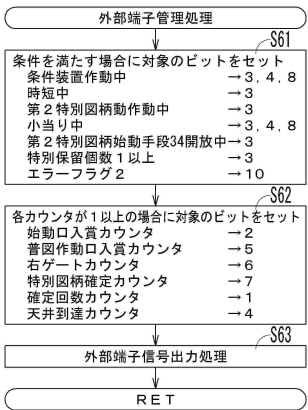 外部端子管理処理
S61
条件を満たす場合に対象のビットをセット
条件装置作動中 →3,4,8
時短中 →3
第2特別図柄動作動中 →3
小当り中 →3,4,8
第2特別図柄始動手段34開放中→3
特別保留個数1以上 →3
エラーフラグ2 →10
S62
各カウンタが1以上の場合に対象のビットをセット
始動口入賞カウンタ →2
普図作動口入賞カウンタ →5
右ゲートカウンタ →6
特別図柄確定カウンタ →7
確定回数カウンタ →1
天井到達カウンタ →4
S63
外部端子信号出力処理
RET